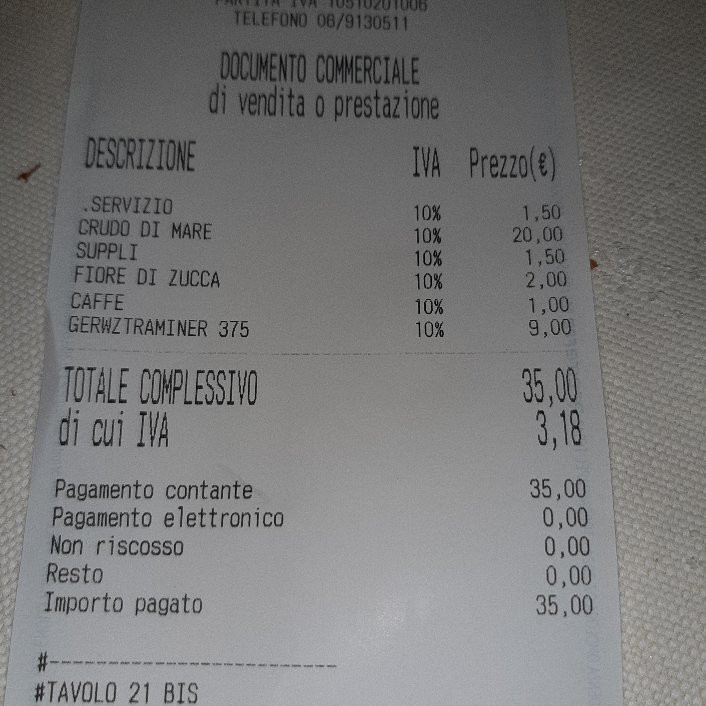 PARTITA IVA 10510201006
TELEFONO 06/9130511
DOCUMENTO COMMERCIALE
di vendita o prestazione
DESCRIZIONE IVA Prezzo(€)
.SERVIZIO 10% 1,50
CRUDO DI MARE 10% 20,00
SUPPLI 10% 1,50
FIORE DI ZUCCA 10% 2,00
CAFFE 10% 1,00
GERWZTRAMINER 375 10% 9,00
TOTALE COMPLESSIVO 35,00
di cui IVA 3,18
Pagamento contante 35,00
Pagamento elettronico 0,00
Non riscosso 0,00
Resto 0,00
Importo pagato 35,00
#------------------------
#TAVOLO 21 BIS